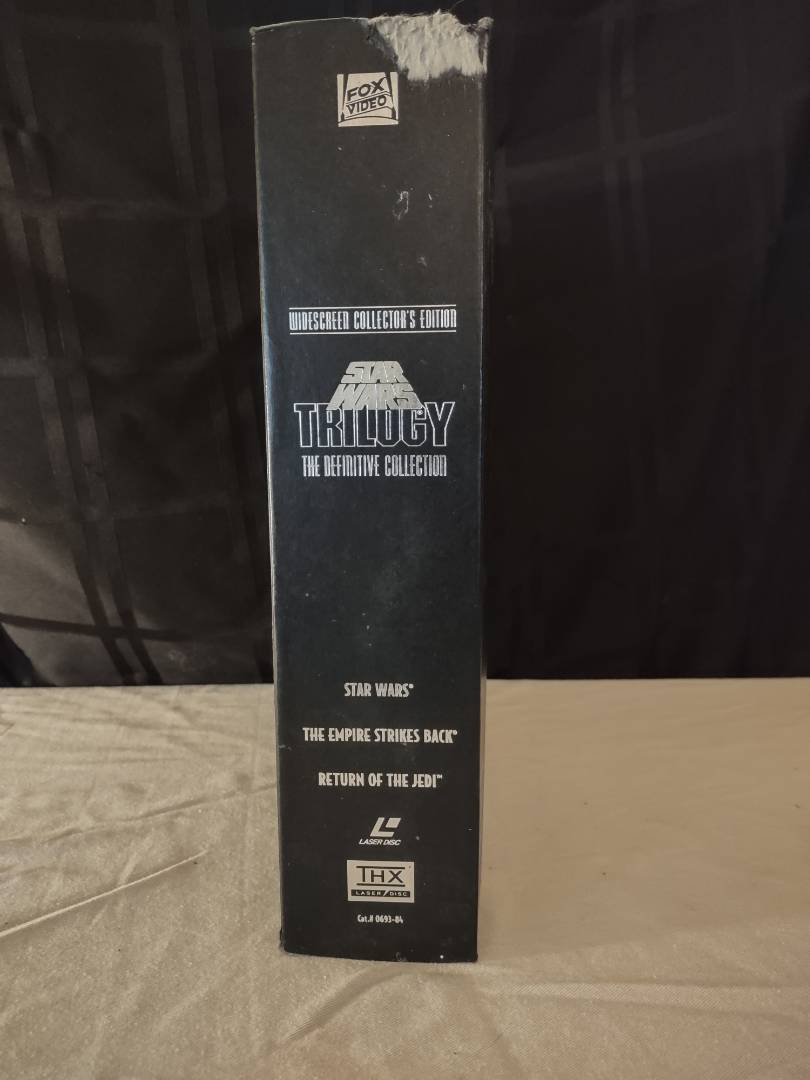 FOX
VIDEO
WIDESCREEN COLLECTOR'S EDITION
STAR
WARS®
TRILOGY
THE DEFINITIVE COLLECTION
STAR WARS®
THE EMPIRE STRIKES BACK®
RETURN OF THE JEDI™
LASER DISC
THX
LASER DISC
Cat.# 0693-84